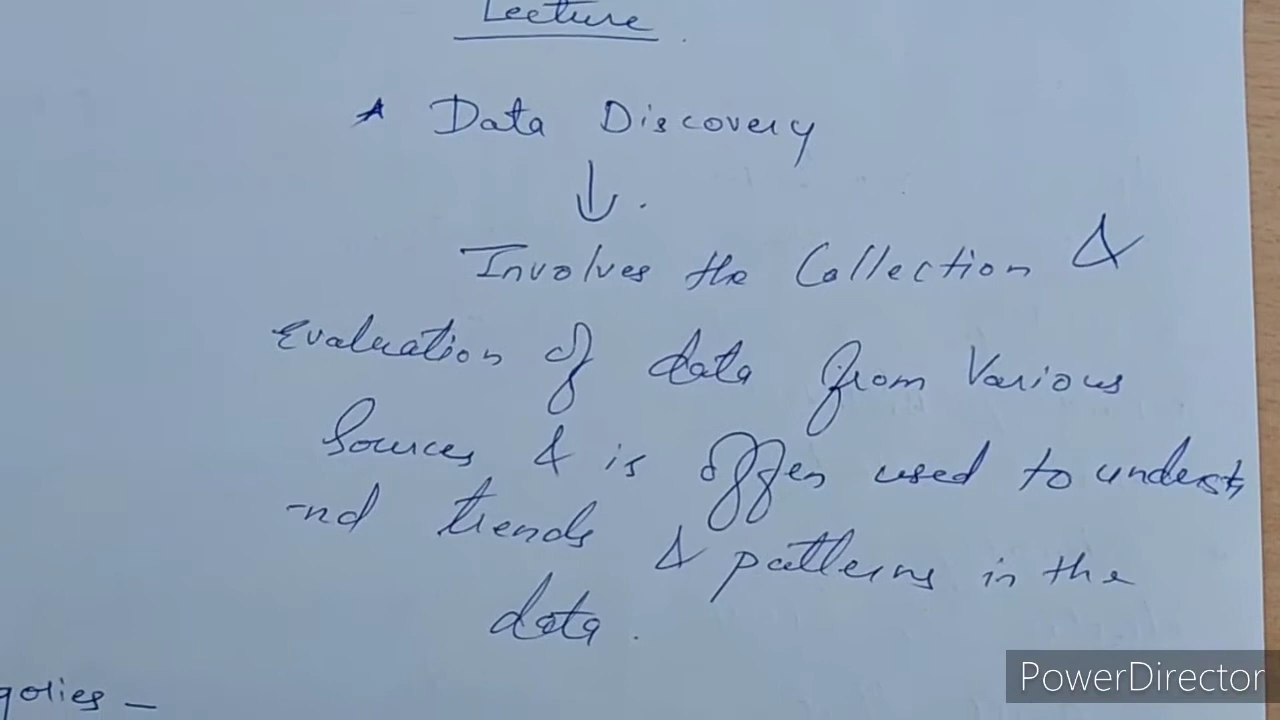 Lecture
* Data Discovery
↓
Involves the Collection &
evaluation of data from Various
Sources & is often used to understa
-nd trends & patterns in the
data.
gories –
PowerDirector